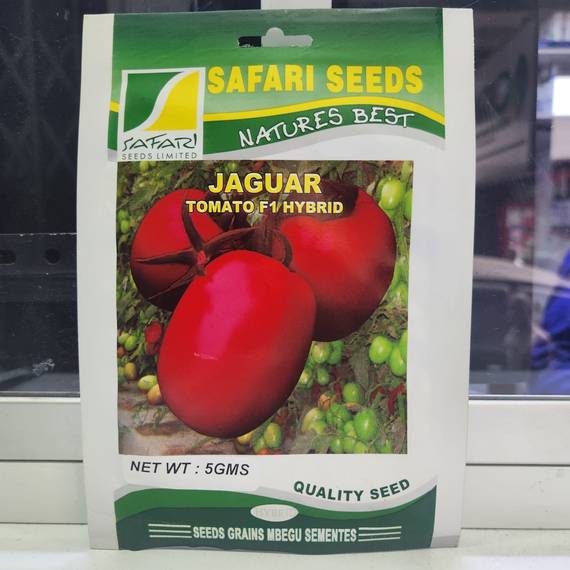 SAFARI SEEDS
NATURES BEST
SAFARI
SEEDS LIMITED
JAGUAR
TOMATO F1 HYBRID
NET WT : 5GMS
QUALITY SEED
HYBRID
SEEDS GRAINS MBEGU SEMENTES